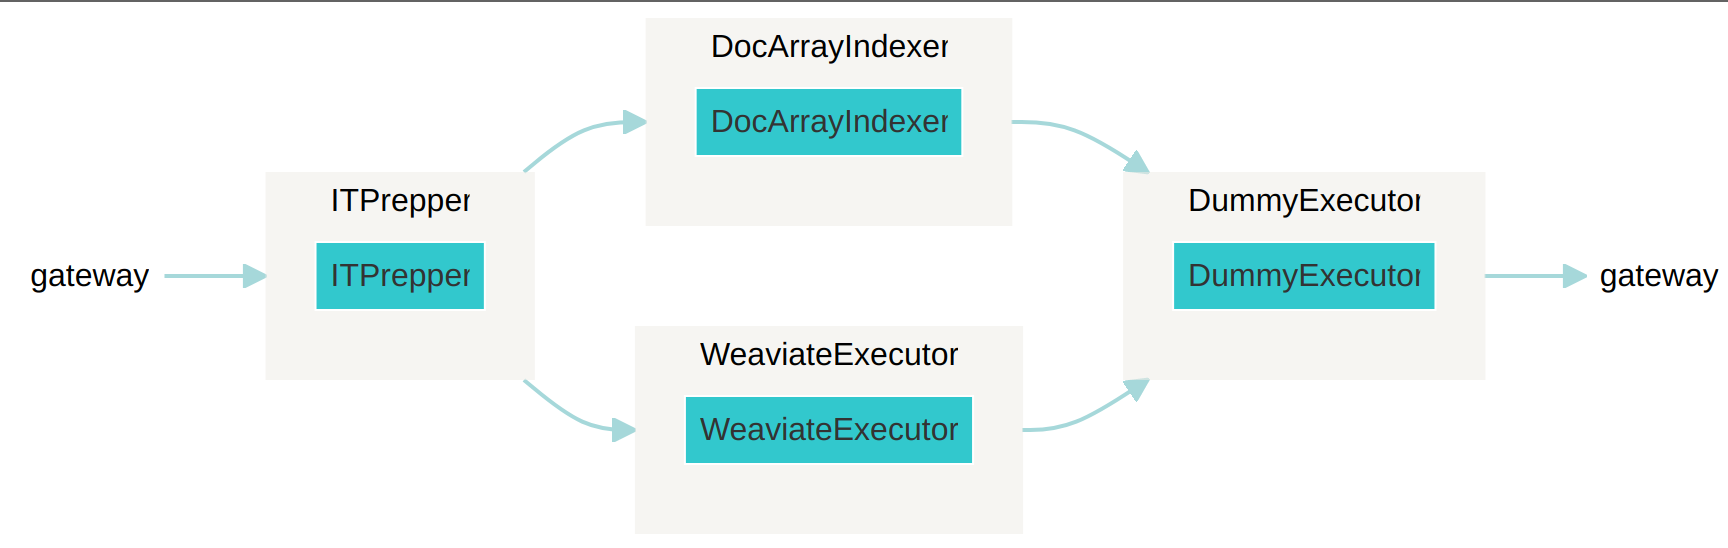 gateway
ITPrepper
ITPrepper
DocArrayIndexer
DocArrayIndexer
WeaviateExecutor
WeaviateExecutor
DummyExecutor
DummyExecutor
gateway